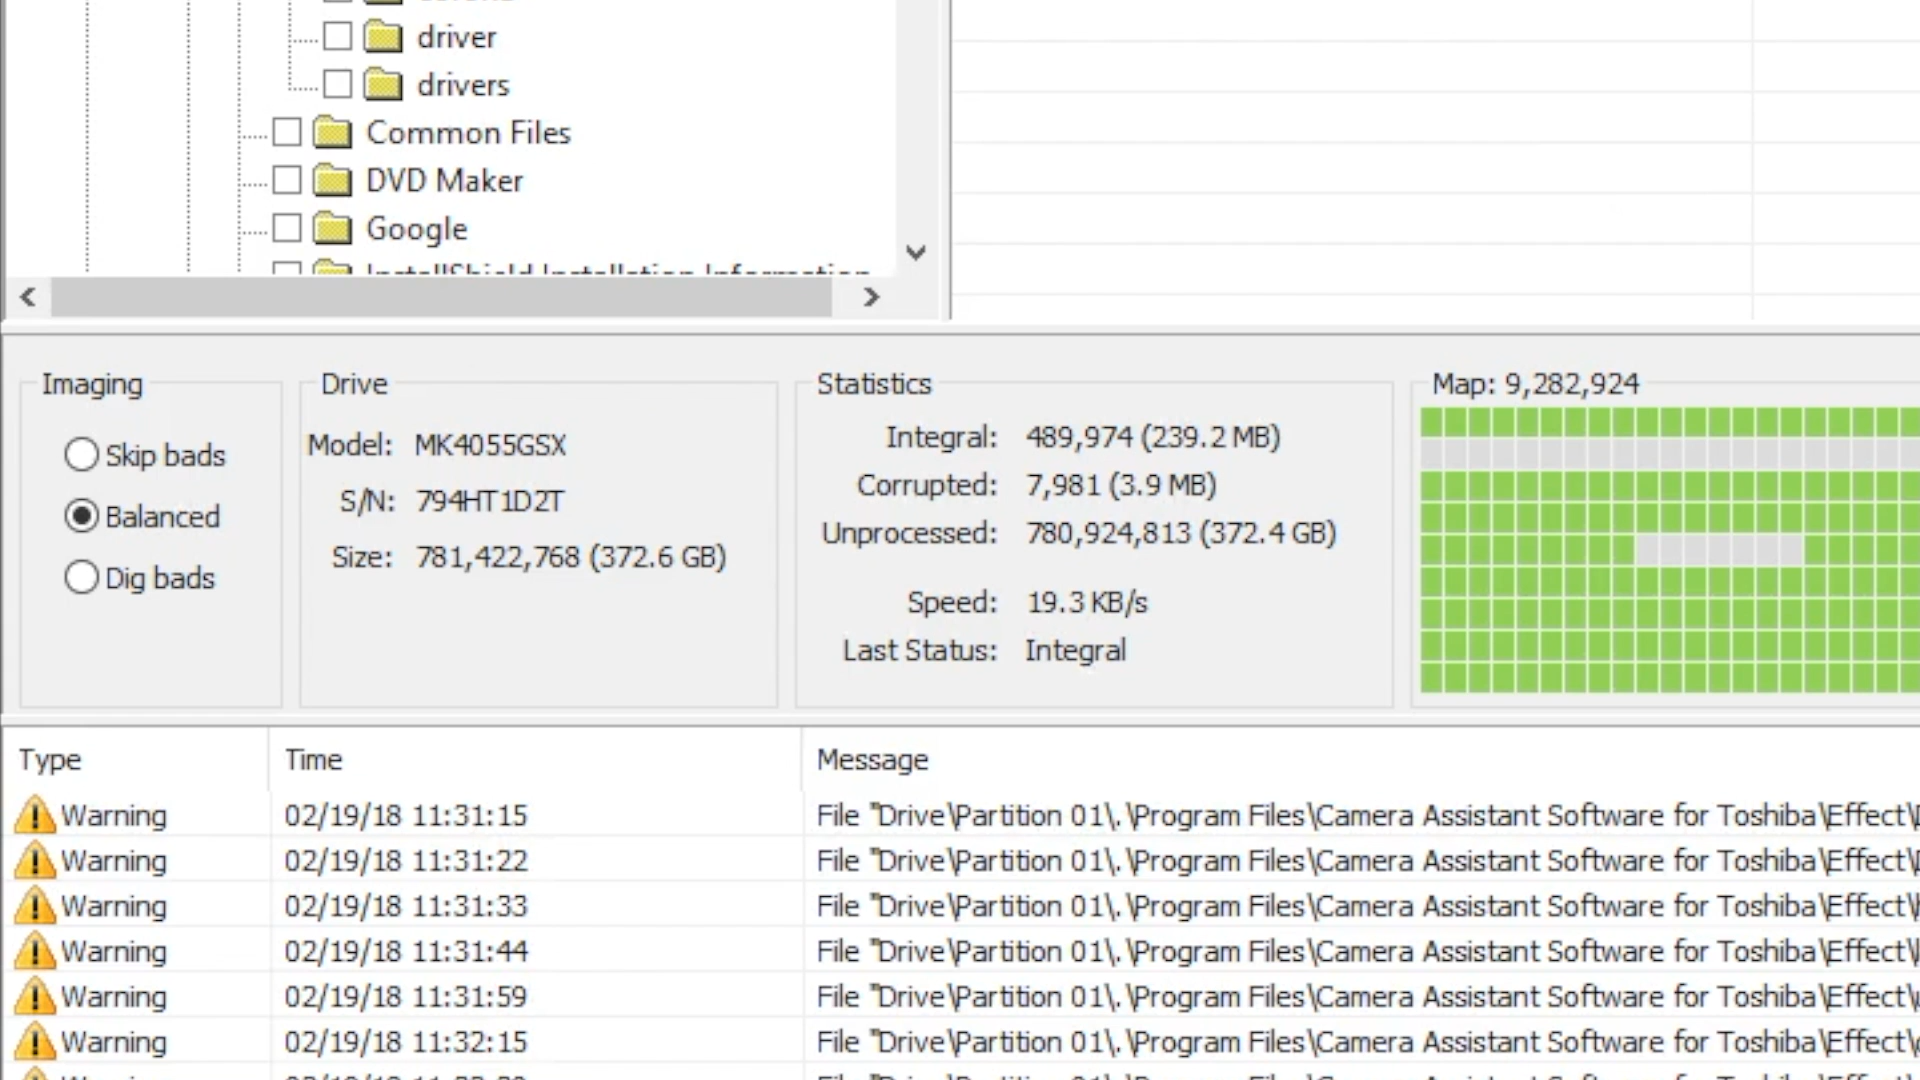 driver
drivers
Common Files
DVD Maker
Google
InstallShield Installation Information
Imaging
Skip bads
Balanced
Dig bads
Drive
Model: MK4055GSX
S/N: 794HT1D2T
Size: 781,422,768 (372.6 GB)
Statistics
Integral: 489,974 (239.2 MB)
Corrupted: 7,981 (3.9 MB)
Unprocessed: 780,924,813 (372.4 GB)
Speed: 19.3 KB/s
Last Status: Integral
Map: 9,282,924
Type Time Message
Warning 02/19/18 11:31:15 File "Drive\Partition 01\.\Program Files\Camera Assistant Software for Toshiba\Effect\
Warning 02/19/18 11:31:22 File "Drive\Partition 01\.\Program Files\Camera Assistant Software for Toshiba\Effect\
Warning 02/19/18 11:31:33 File "Drive\Partition 01\.\Program Files\Camera Assistant Software for Toshiba\Effect\
Warning 02/19/18 11:31:44 File "Drive\Partition 01\.\Program Files\Camera Assistant Software for Toshiba\Effect\
Warning 02/19/18 11:31:59 File "Drive\Partition 01\.\Program Files\Camera Assistant Software for Toshiba\Effect\
Warning 02/19/18 11:32:15 File "Drive\Partition 01\.\Program Files\Camera Assistant Software for Toshiba\Effect\